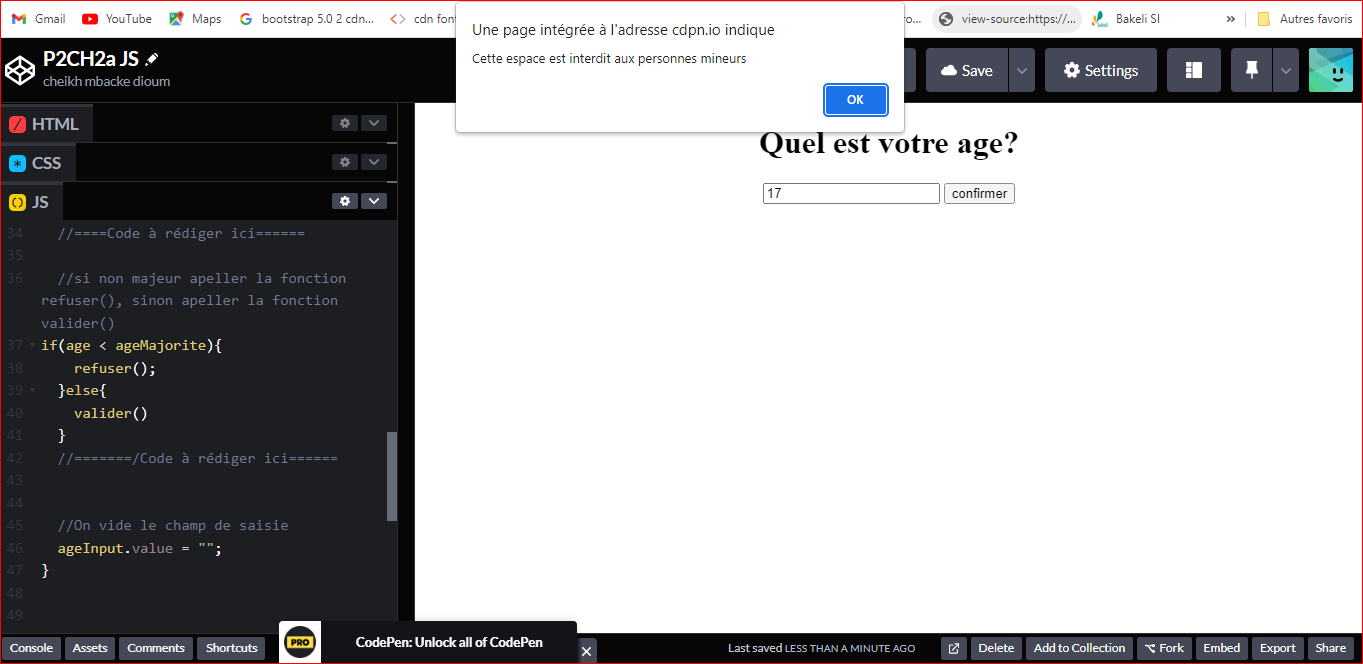 Gmail YouTube Maps bootstrap 5.0 2 cdn... cdn font view-source:https://... Bakeli SI » Autres favoris
Une page intégrée à l'adresse cdpn.io indique
Cette espace est interdit aux personnes mineurs
OK
P2CH2a JS
cheikh mbacke dioum
Save
Settings
HTML
CSS
JS
34 //====Code à rédiger ici======
35
36 //si non majeur apeller la fonction
refuser(), sinon apeller la fonction
valider()
37 if(age < ageMajorite){
38 refuser();
39 }else{
40 valider()
41 }
42 //=======/Code à rédiger ici======
43
44
45 //On vide le champ de saisie
46 ageInput.value = "";
47 }
48
49
Quel est votre age?
17 confirmer
PRO CodePen: Unlock all of CodePen
Console Assets Comments Shortcuts
Last saved LESS THAN A MINUTE AGO
Delete Add to Collection Fork Embed Export Share